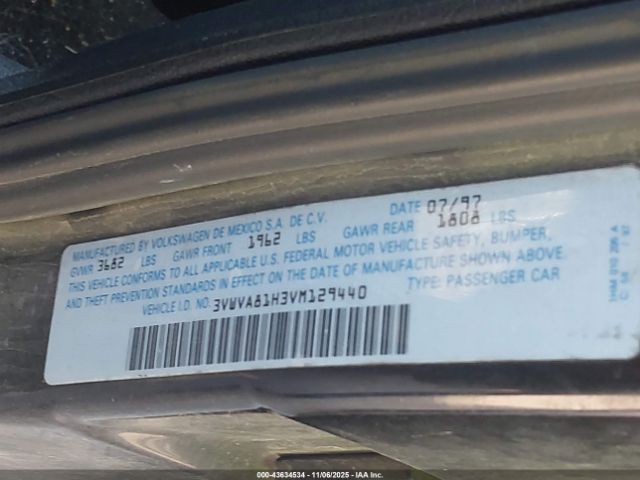 MANUFACTURED BY VOLKSWAGEN DE MEXICO S.A. DE C.V. DATE 07/97
GVWR 3682 LBS GAWR FRONT 1962 LBS GAWR REAR 1808 LBS
THIS VEHICLE CONFORMS TO ALL APPLICABLE U.S. FEDERAL MOTOR VEHICLE SAFETY, BUMPER,
AND THEFT PREVENTION STANDARDS IN EFFECT ON THE DATE OF MANUFACTURE SHOWN ABOVE.
VEHICLE I.D. NO. 3VWVA81H3VM129440 TYPE: PASSENGER CAR
1HM 010 205 A
000-43634534 - 11/06/2025 - IAA Inc.